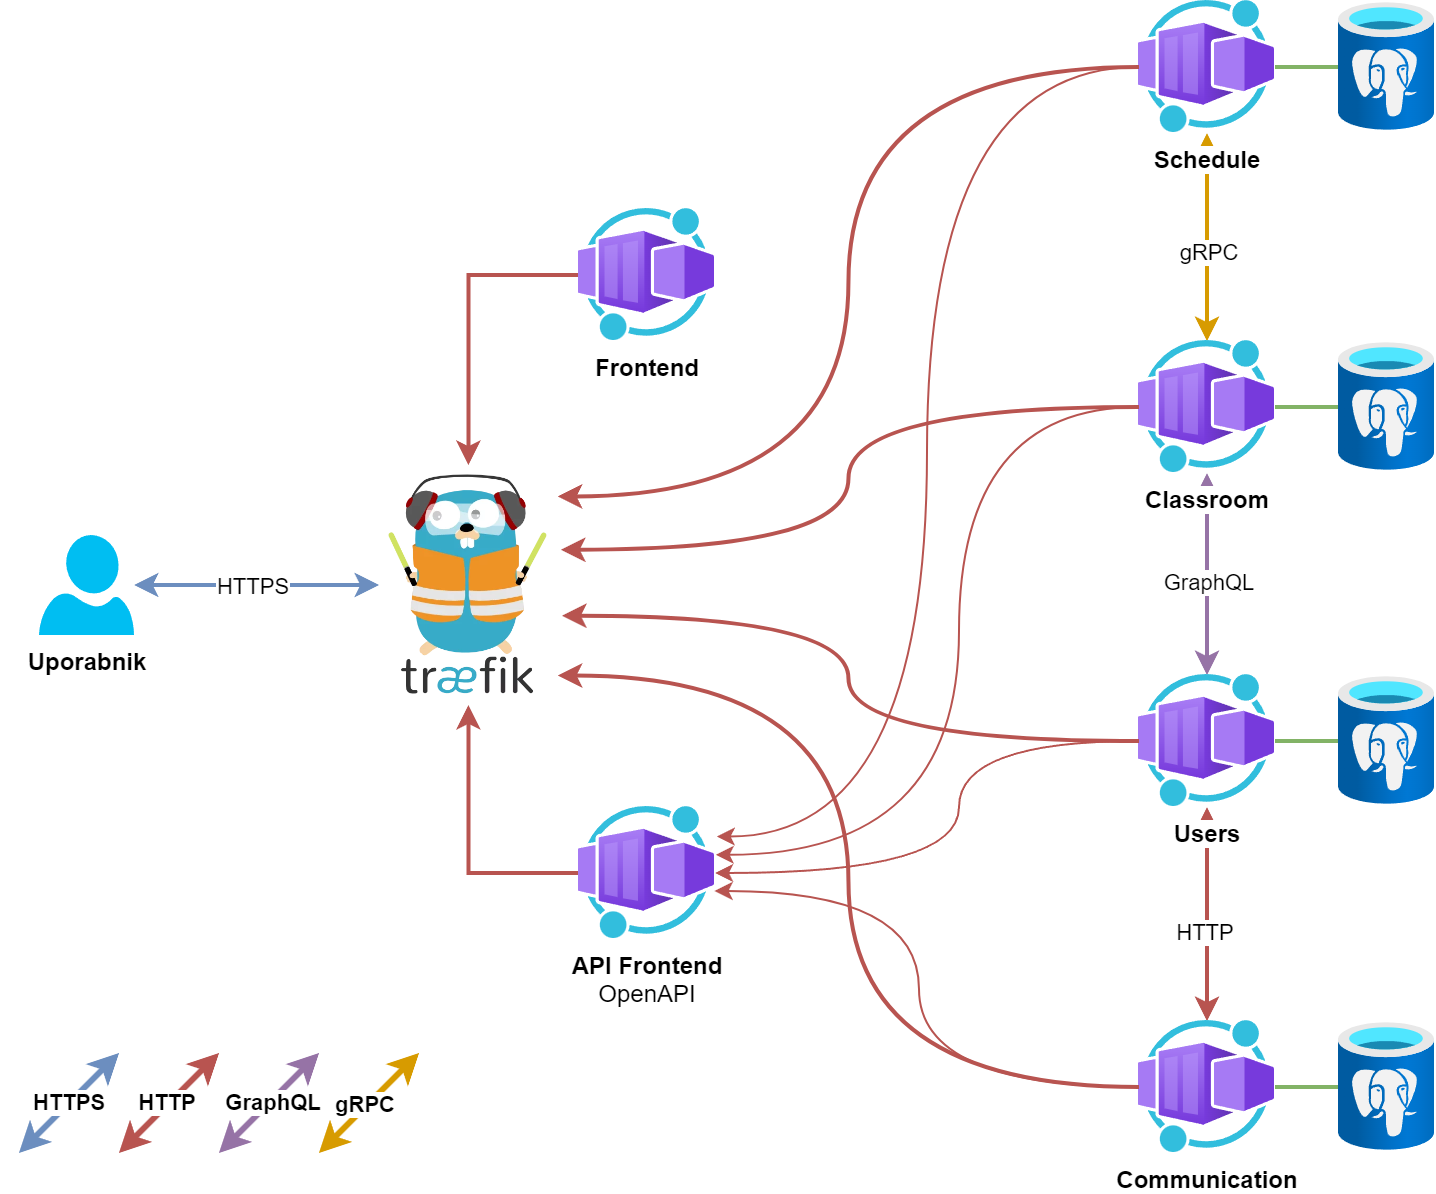 Schedule
gRPC
Frontend
Classroom
HTTPS
GraphQL
Uporabnik
træfik
Users
HTTP
API Frontend
OpenAPI
HTTPS
HTTP
GraphQL
gRPC
Communication